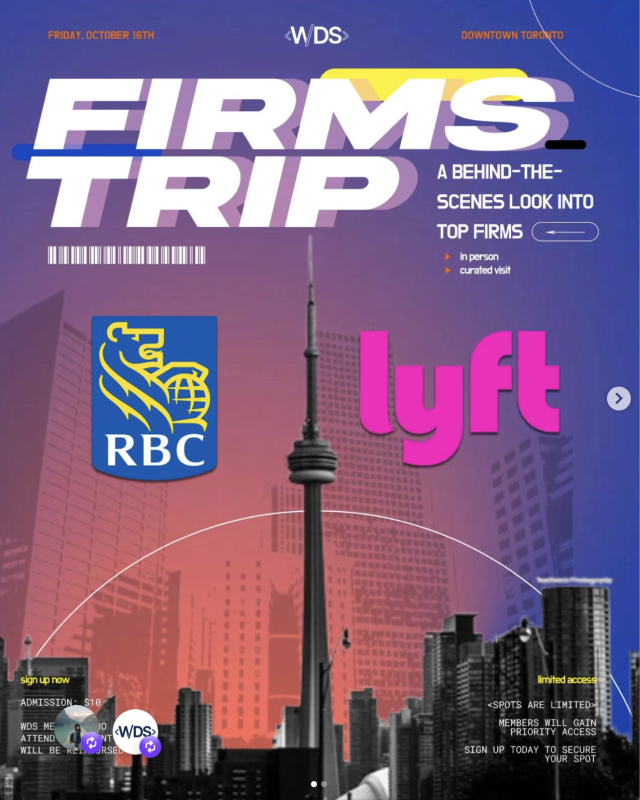 FRIDAY, OCTOBER 16TH
<WDS>
DOWNTOWN TORONTO
FIRMS
TRIP
A BEHIND-THE-
SCENES LOOK INTO
TOP FIRMS
in person
curated visit
RBC
lyft
sign up now
ADMISSION: $10
WDS
ATTEND
WILL BE
<WDS>
limited access
<SPOTS ARE LIMITED>
MEMBERS WILL GAIN
PRIORITY ACCESS
SIGN UP TODAY TO SECURE
YOUR SPOT